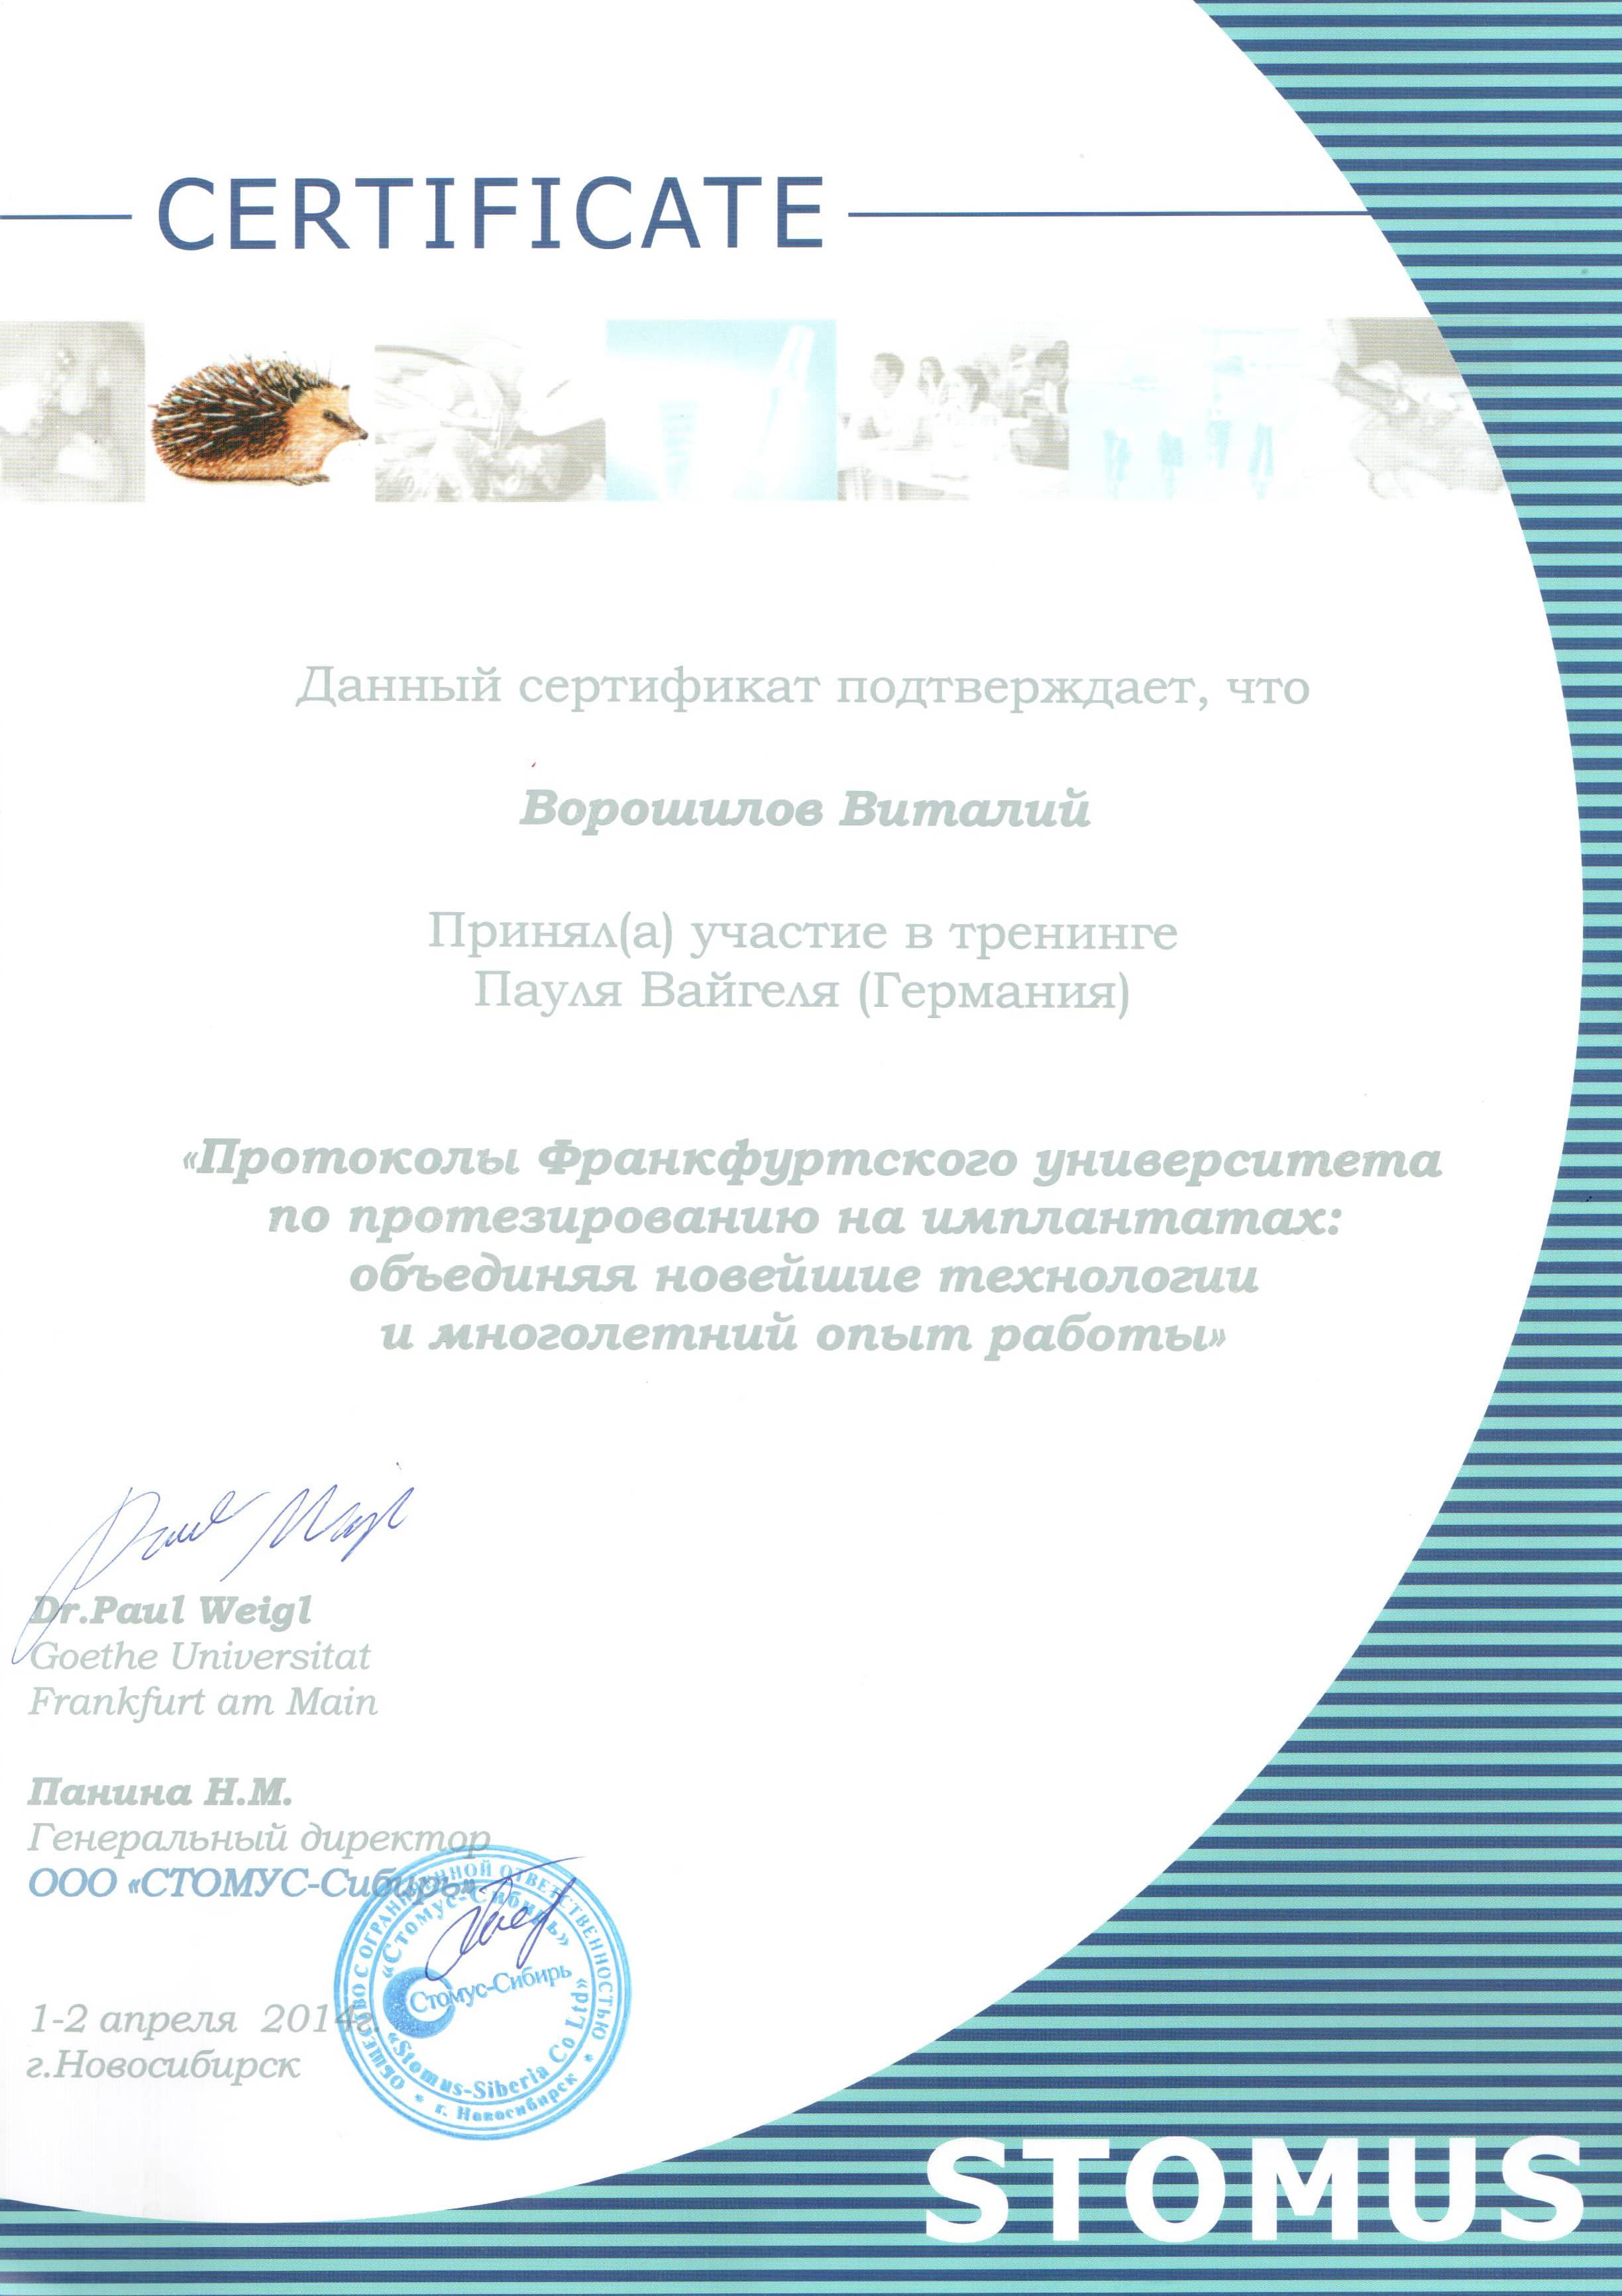 CERTIFICATE
Данный сертификат подтверждает, что
Ворошилов Виталий
Принял(а) участие в тренинге
Пауля Вайгеля (Германия)
«Протоколы Франкфуртского университета
по протезированию на имплантатах:
объединяя новейшие технологии
и многолетний опыт работы»
Paul Weigl
Dr.Paul Weigl
Goethe Universitat
Frankfurt am Main
Панина Н.М.
Генеральный директор
ООО «СТОМУС-Сибирь»
ОБЩЕСТВО С ОГРАНИЧЕННОЙ ОТВЕТСТВЕННОСТЬЮ
«Стомус-Сибирь»
Стомус-Сибирь
«Stomus-Siberia Co Ltd»
* г. Новосибирск *
1-2 апреля 2014г.
г.Новосибирск
STOMUS